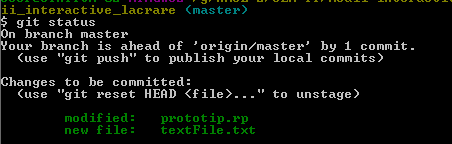 ii_interactive_lacrare (master)
$ git status
On branch master
Your branch is ahead of 'origin/master' by 1 commit.
(use "git push" to publish your local commits)
Changes to be committed:
(use "git reset HEAD <file>..." to unstage)
modified: prototip.rp
new file: textFile.txt